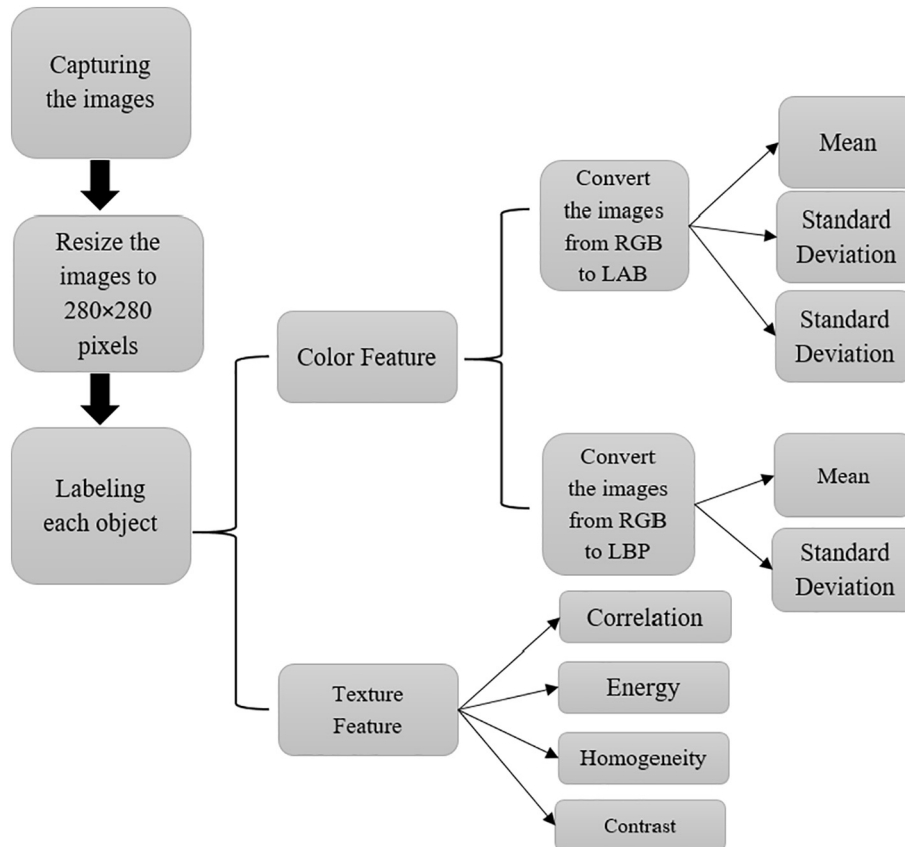 Capturing
the images
Resize the
images to
280×280
pixels
Labeling
each object
Color Feature
Convert
the images
from RGB
to LAB
Mean
Standard
Deviation
Standard
Deviation
Convert
the images
from RGB
to LBP
Mean
Standard
Deviation
Texture
Feature
Correlation
Energy
Homogeneity
Contrast